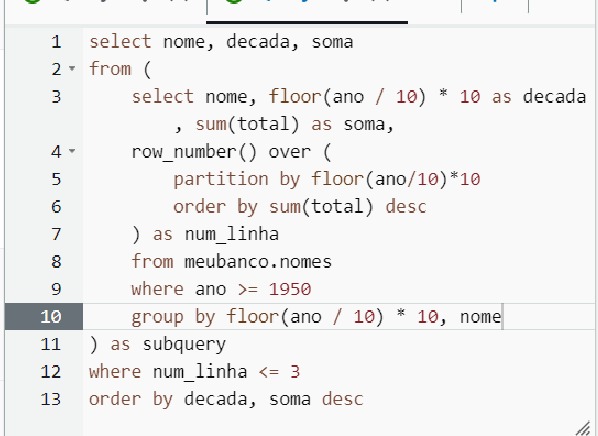 1 select nome, decada, soma
2 from (
3 select nome, floor(ano / 10) * 10 as decada
, sum(total) as soma,
4 row_number() over (
5 partition by floor(ano/10)*10
6 order by sum(total) desc
7 ) as num_linha
8 from meubanco.nomes
9 where ano >= 1950
10 group by floor(ano / 10) * 10, nome
11 ) as subquery
12 where num_linha <= 3
13 order by decada, soma desc